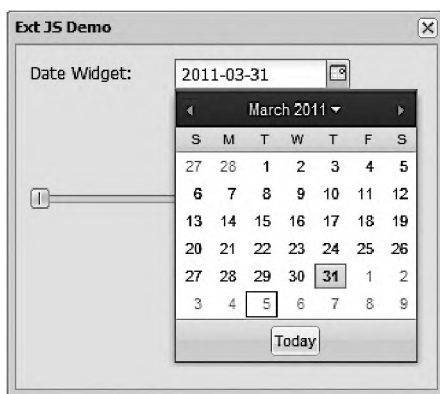 Ext JS Demo
Date Widget: 2011-03-31
March 2011
S M T W T F S
27 28 1 2 3 4 5
6 7 8 9 10 11 12
13 14 15 16 17 18 19
20 21 22 23 24 25 26
27 28 29 30 31 1 2
3 4 5 6 7 8 9
Today